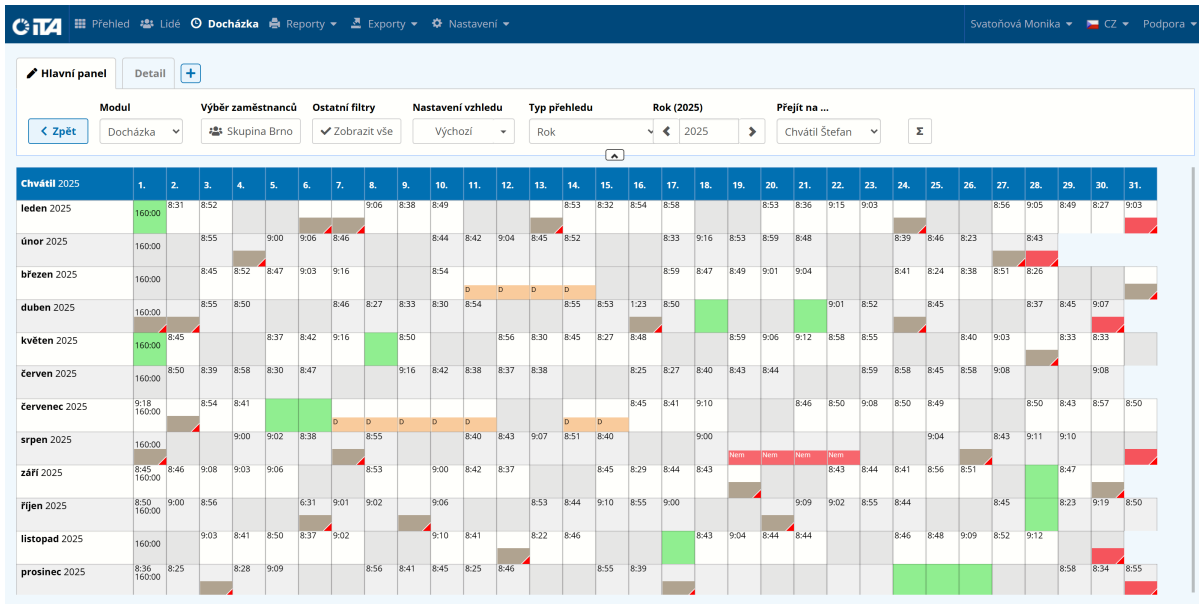 ITA Přehled Lidé Docházka Reporty Exporty Nastavení Svatoňová Monika CZ Podpora
Hlavní panel Detail +
Modul Výběr zaměstnanců Ostatní filtry Nastavení vzhledu Typ přehledu Rok (2025) Přejít na ...
Zpět Docházka Skupina Brno Zobrazit vše Výchozí Rok 2025 Chvátil Štefan Σ
Chvátil 2025 1. 2. 3. 4. 5. 6. 7. 8. 9. 10. 11. 12. 13. 14. 15. 16. 17. 18. 19. 20. 21. 22. 23. 24. 25. 26. 27. 28. 29. 30. 31.
leden 2025 160:00 8:31 8:52 9:06 8:38 8:49 8:53 8:32 8:54 8:58 8:53 8:36 9:15 9:03 8:56 9:05 8:49 8:27 9:03
únor 2025 160:00 8:55 9:00 9:06 8:46 8:44 8:42 9:04 8:45 8:52 8:33 9:16 8:53 8:59 8:48 8:39 8:46 8:23 8:43
březen 2025 160:00 8:45 8:52 8:47 9:03 9:16 8:54 8:59 8:47 8:49 9:01 9:04 8:41 8:24 8:38 8:51 8:26
D D D D
duben 2025 160:00 8:55 8:50 8:46 8:27 8:33 8:30 8:54 8:55 8:53 1:23 8:50 9:01 8:52 8:45 8:37 8:45 9:07
květen 2025 160:00 8:45 8:37 8:42 9:16 8:50 8:56 8:30 8:45 8:27 8:48 8:59 9:06 9:12 8:58 8:55 8:40 9:03 8:33 8:33
červen 2025 160:00 8:50 8:39 8:58 8:30 8:47 9:16 8:42 8:38 8:37 8:38 8:25 8:27 8:40 8:43 8:44 8:59 8:58 8:45 8:58 9:08 9:08
červenec 2025 9:18 8:54 8:41 8:45 8:41 9:10 8:46 8:50 9:08 8:50 8:49 8:50 8:43 8:57 8:50
160:00 D D D D D D D
srpen 2025 160:00 9:00 9:02 8:38 8:55 8:40 8:43 9:07 8:51 8:40 9:00 9:04 8:43 9:11 9:10
Nem Nem Nem Nem
září 2025 8:45 8:46 9:08 9:03 9:06 8:53 9:00 8:42 8:37 8:45 8:29 8:44 8:43 8:43 8:44 8:41 8:56 8:51 8:47
160:00
říjen 2025 8:50 9:00 8:56 6:31 9:01 9:02 9:06 8:53 8:44 9:10 8:55 9:00 9:09 9:02 8:55 8:44 8:45 8:23 9:19 8:50
160:00
listopad 2025 160:00 9:03 8:41 8:50 8:37 9:02 9:10 8:41 8:22 8:46 8:43 9:04 8:44 8:44 8:46 8:48 9:09 8:52 9:12
prosinec 2025 8:36 8:25 8:28 9:09 8:56 8:41 8:45 8:25 8:46 8:55 8:39 8:58 8:34 8:55
160:00